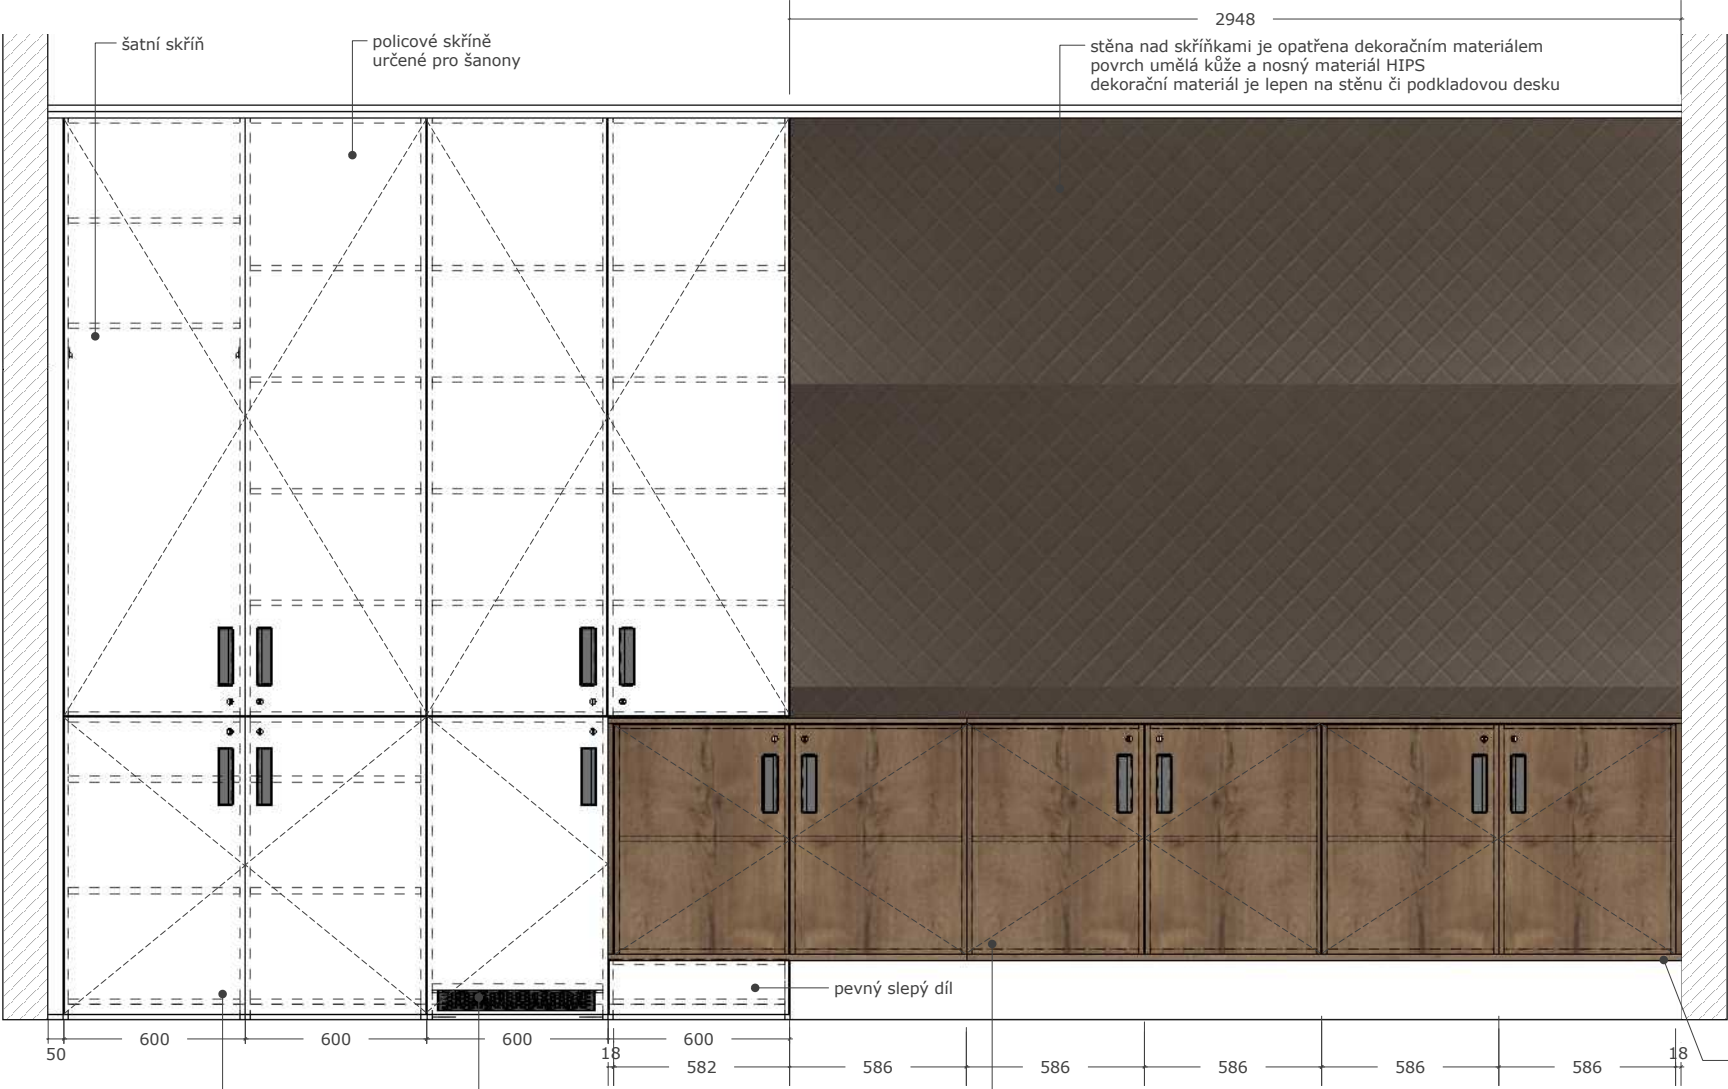 2948
šatní skříň
policové skříně
určené pro šanony
stěna nad skříňkami je opatřena dekoračním materiálem
povrch umělá kůže a nosný materiál HIPS
dekorační materiál je lepen na stěnu či podkladovou desku
pevný slepý díl
50 600 600 600 18 600
582 586 586 586 586 586 18